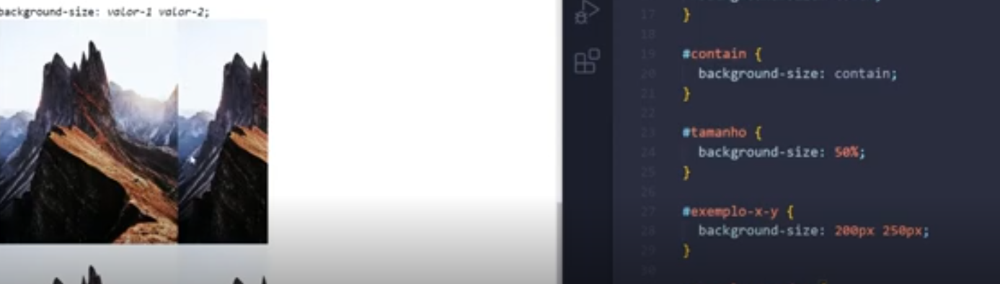 background-size: valor-1 valor-2;
17 }
18
19 #contain {
20 background-size: contain;
21 }
22
23 #tamanho {
24 background-size: 50%;
25 }
26
27 #exemplo-x-y {
28 background-size: 200px 250px;
29 }
30